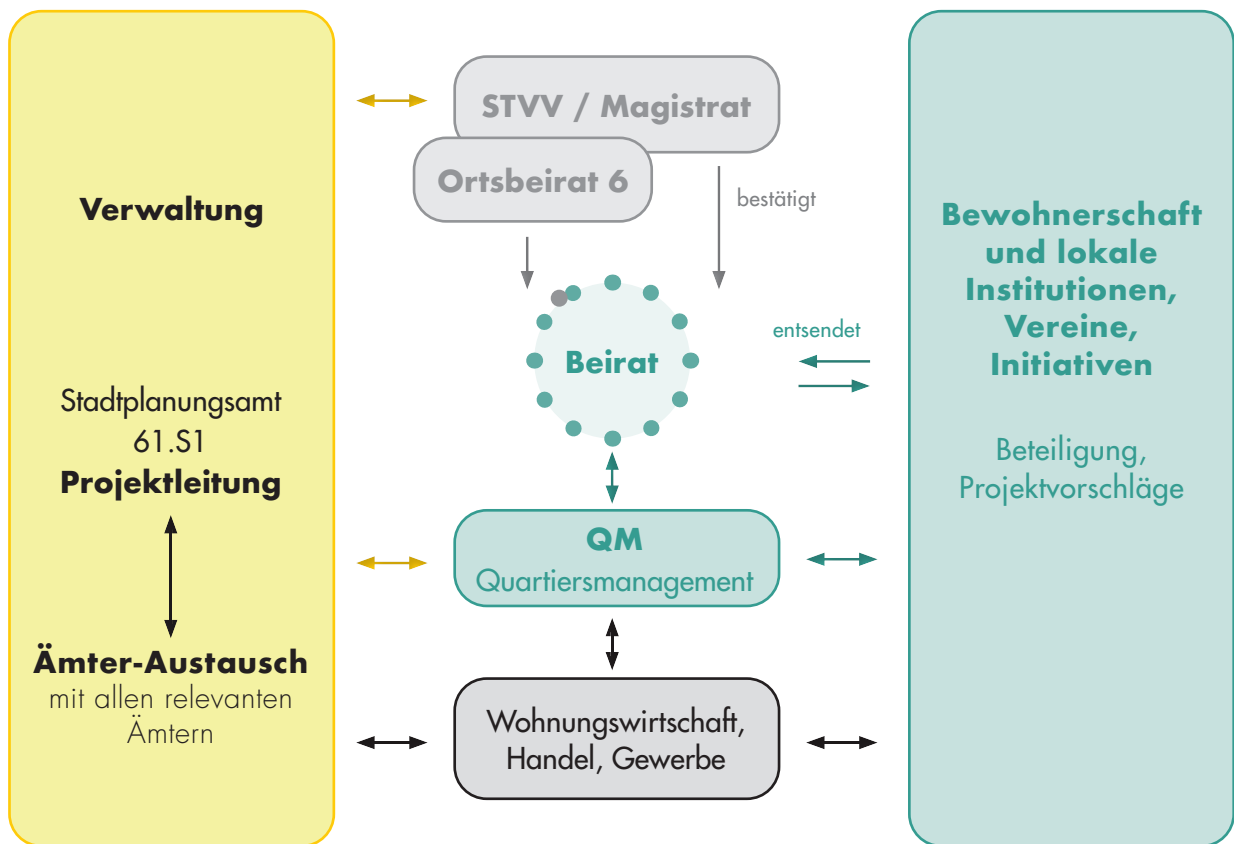 Verwaltung
Stadtplanungsamt
61.S1
Projektleitung
Ämter-Austausch
mit allen relevanten
Ämtern
STVV / Magistrat
Ortsbeirat 6
bestätigt
Beirat
entsendet
QM
Quartiersmanagement
Wohnungswirtschaft,
Handel, Gewerbe
Bewohnerschaft
und lokale
Institutionen,
Vereine,
Initiativen
Beteiligung,
Projektvorschläge